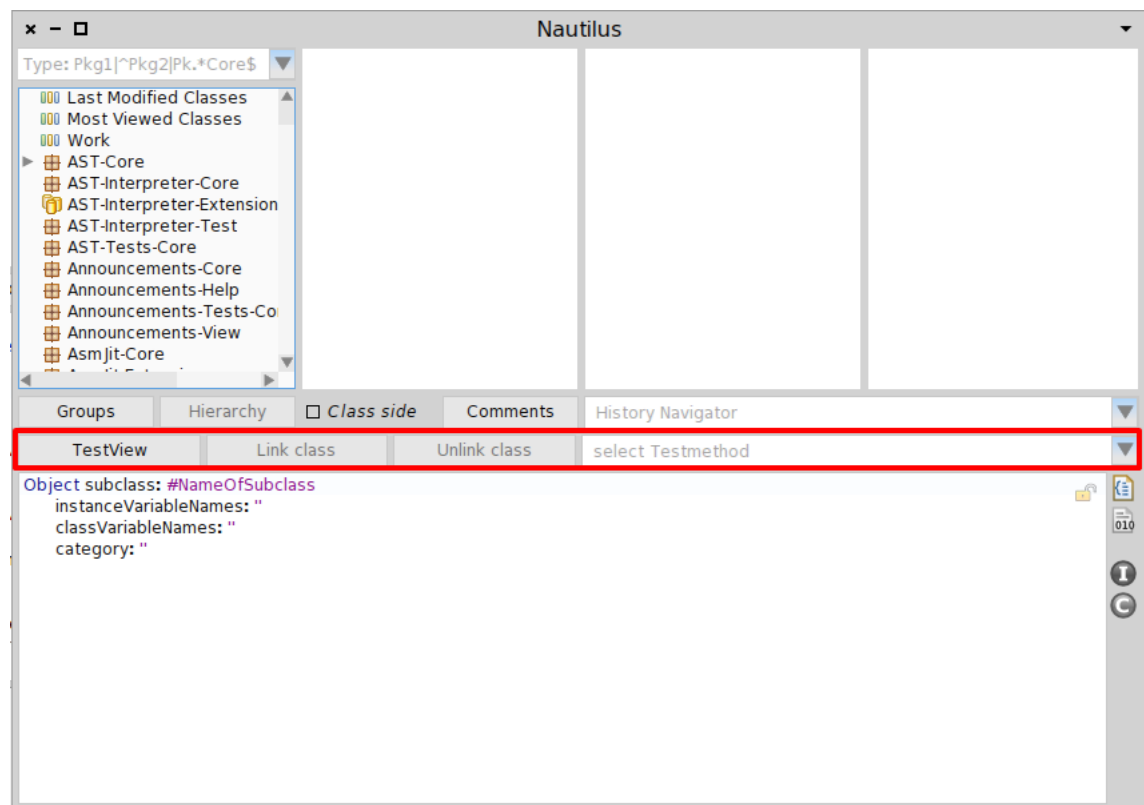 Nautilus
Type: Pkg1|^Pkg2|Pk.*Core$
Last Modified Classes
Most Viewed Classes
Work
AST-Core
AST-Interpreter-Core
AST-Interpreter-Extension
AST-Interpreter-Test
AST-Tests-Core
Announcements-Core
Announcements-Help
Announcements-Tests-Co
Announcements-View
AsmJit-Core
Groups Hierarchy Class side Comments History Navigator
TestView Link class Unlink class select Testmethod
Object subclass: #NameOfSubclass
instanceVariableNames: ''
classVariableNames: ''
category: ''
010
I
C